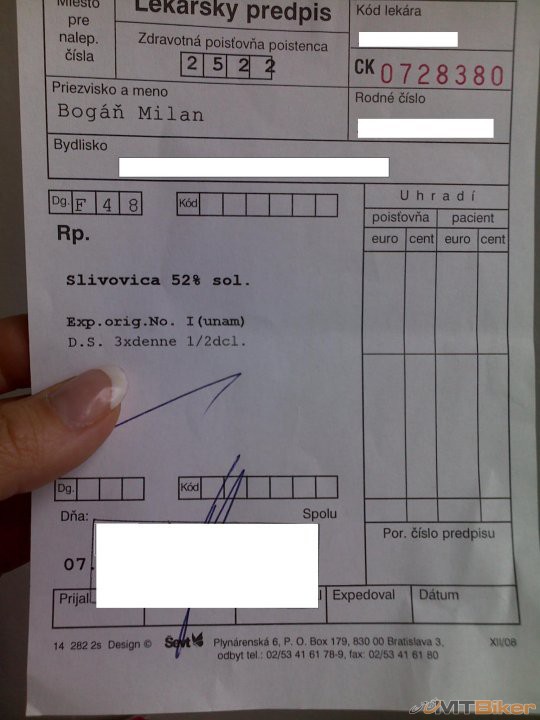 Miesto
pre
nalep.
čísla
Lekársky predpis
Zdravotná poisťovňa poistenca
2 5 2 2
Kód lekára
CK 0728380
Priezvisko a meno
Bogáň Milan
Rodné číslo
Bydlisko
Dg. F 4 8
Kód
Uhradí
poisťovňa pacient
euro cent euro cent
Rp.
Slivovica 52% sol.
Exp.orig.No. I(unam)
D.S. 3xdenne 1/2dcl.
Dg.
Kód
Dňa:
Spolu
07.
Por. číslo predpisu
Prijal
Expedoval
Dátum
14 282 2s Design © Ševt Plynárenská 6, P. O. Box 179, 830 00 Bratislava 3, XII/08
odbyt tel.: 02/53 41 61 78-9, fax: 02/53 41 61 80
MTBiker